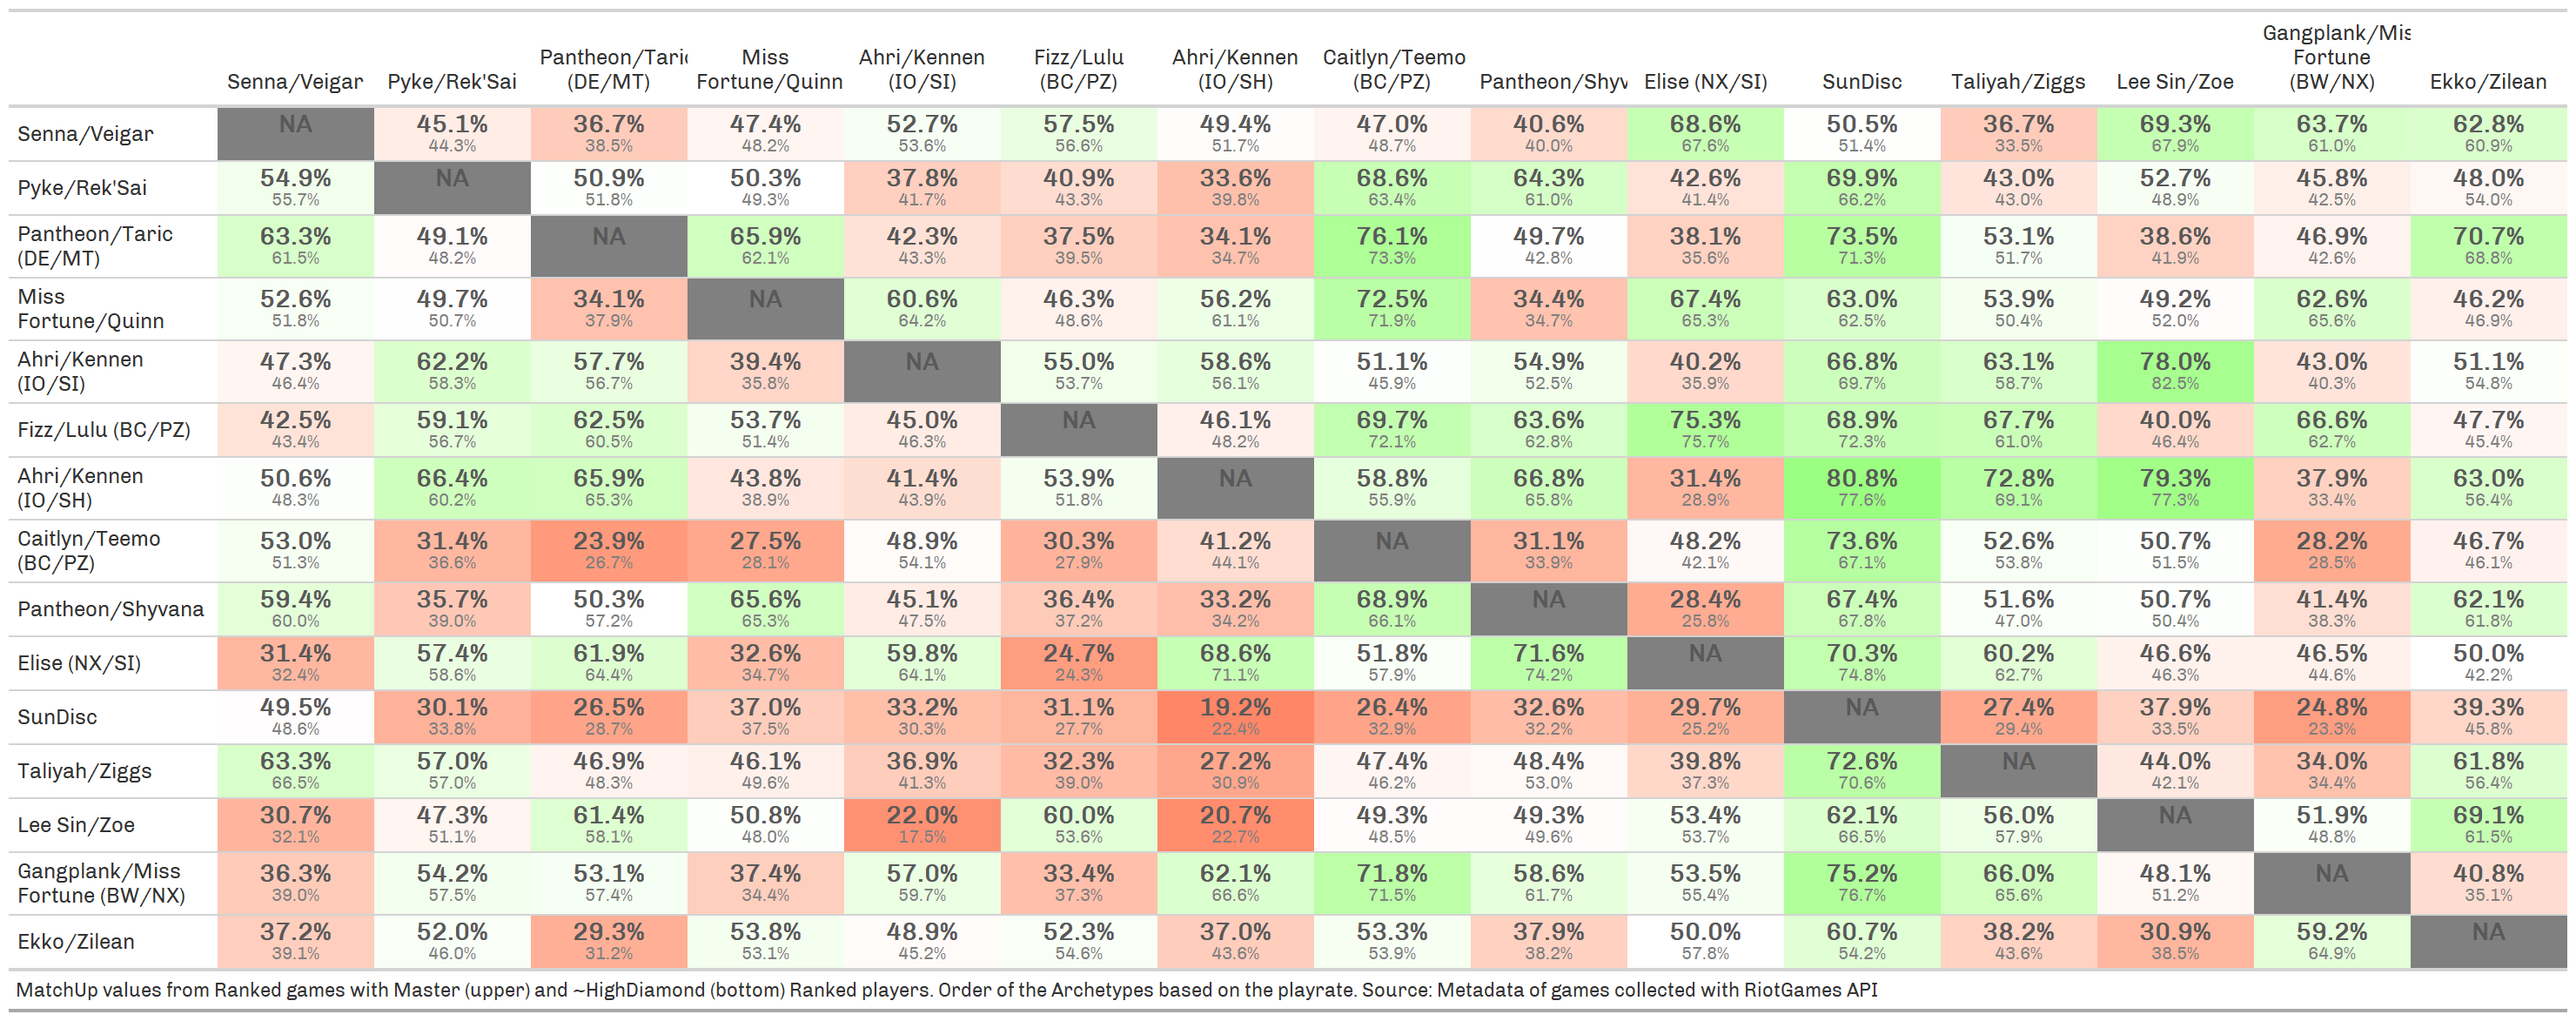 Gangplank/Mis
Pantheon/Taric Miss Ahri/Kennen Fizz/Lulu Ahri/Kennen Caitlyn/Teemo Fortune
Senna/Veigar Pyke/Rek'Sai (DE/MT) Fortune/Quinn (IO/SI) (BC/PZ) (IO/SH) (BC/PZ) Pantheon/Shyv Elise (NX/SI) SunDisc Taliyah/Ziggs Lee Sin/Zoe (BW/NX) Ekko/Zilean
Senna/Veigar NA 45.1% 36.7% 47.4% 52.7% 57.5% 49.4% 47.0% 40.6% 68.6% 50.5% 36.7% 69.3% 63.7% 62.8%
44.3% 38.5% 48.2% 53.6% 56.6% 51.7% 48.7% 40.0% 67.6% 51.4% 33.5% 67.9% 61.0% 60.9%
Pyke/Rek'Sai 54.9% NA 50.9% 50.3% 37.8% 40.9% 33.6% 68.6% 64.3% 42.6% 69.9% 43.0% 52.7% 45.8% 48.0%
55.7% 51.8% 49.3% 41.7% 43.3% 39.8% 63.4% 61.0% 41.4% 66.2% 43.0% 48.9% 42.5% 54.0%
Pantheon/Taric 63.3% 49.1% NA 65.9% 42.3% 37.5% 34.1% 76.1% 49.7% 38.1% 73.5% 53.1% 38.6% 46.9% 70.7%
(DE/MT) 61.5% 48.2% 62.1% 43.3% 39.5% 34.7% 73.3% 42.8% 35.6% 71.3% 51.7% 41.9% 42.6% 68.8%
Miss 52.6% 49.7% 34.1% NA 60.6% 46.3% 56.2% 72.5% 34.4% 67.4% 63.0% 53.9% 49.2% 62.6% 46.2%
Fortune/Quinn 51.8% 50.7% 37.9% 64.2% 48.6% 61.1% 71.9% 34.7% 65.3% 62.5% 50.4% 52.0% 65.6% 46.9%
Ahri/Kennen 47.3% 62.2% 57.7% 39.4% NA 55.0% 58.6% 51.1% 54.9% 40.2% 66.8% 63.1% 78.0% 43.0% 51.1%
(IO/SI) 46.4% 58.3% 56.7% 35.8% 53.7% 56.1% 45.9% 52.5% 35.9% 69.7% 58.7% 82.5% 40.3% 54.8%
Fizz/Lulu (BC/PZ) 42.5% 59.1% 62.5% 53.7% 45.0% NA 46.1% 69.7% 63.6% 75.3% 68.9% 67.7% 40.0% 66.6% 47.7%
43.4% 56.7% 60.5% 51.4% 46.3% 48.2% 72.1% 62.8% 75.7% 72.3% 61.0% 46.4% 62.7% 45.4%
Ahri/Kennen 50.6% 66.4% 65.9% 43.8% 41.4% 53.9% NA 58.8% 66.8% 31.4% 80.8% 72.8% 79.3% 37.9% 63.0%
(IO/SH) 48.3% 60.2% 65.3% 38.9% 43.9% 51.8% 55.9% 65.8% 28.9% 77.6% 69.1% 77.3% 33.4% 56.4%
Caitlyn/Teemo 53.0% 31.4% 23.9% 27.5% 48.9% 30.3% 41.2% NA 31.1% 48.2% 73.6% 52.6% 50.7% 28.2% 46.7%
(BC/PZ) 51.3% 36.6% 26.7% 28.1% 54.1% 27.9% 44.1% 33.9% 42.1% 67.1% 53.8% 51.5% 28.5% 46.1%
Pantheon/Shyvana 59.4% 35.7% 50.3% 65.6% 45.1% 36.4% 33.2% 68.9% NA 28.4% 67.4% 51.6% 50.7% 41.4% 62.1%
60.0% 39.0% 57.2% 65.3% 47.5% 37.2% 34.2% 66.1% 25.8% 67.8% 47.0% 50.4% 38.3% 61.8%
Elise (NX/SI) 31.4% 57.4% 61.9% 32.6% 59.8% 24.7% 68.6% 51.8% 71.6% NA 70.3% 60.2% 46.6% 46.5% 50.0%
32.4% 58.6% 64.4% 34.7% 64.1% 24.3% 71.1% 57.9% 74.2% 74.8% 62.7% 46.3% 44.6% 42.2%
SunDisc 49.5% 30.1% 26.5% 37.0% 33.2% 31.1% 19.2% 26.4% 32.6% 29.7% NA 27.4% 37.9% 24.8% 39.3%
48.6% 33.8% 28.7% 37.5% 30.3% 27.7% 22.4% 32.9% 32.2% 25.2% 29.4% 33.5% 23.3% 45.8%
Taliyah/Ziggs 63.3% 57.0% 46.9% 46.1% 36.9% 32.3% 27.2% 47.4% 48.4% 39.8% 72.6% NA 44.0% 34.0% 61.8%
66.5% 57.0% 48.3% 49.6% 41.3% 39.0% 30.9% 46.2% 53.0% 37.3% 70.6% 42.1% 34.4% 56.4%
Lee Sin/Zoe 30.7% 47.3% 61.4% 50.8% 22.0% 60.0% 20.7% 49.3% 49.3% 53.4% 62.1% 56.0% NA 51.9% 69.1%
32.1% 51.1% 58.1% 48.0% 17.5% 53.6% 22.7% 48.5% 49.6% 53.7% 66.5% 57.9% 48.8% 61.5%
Gangplank/Miss 36.3% 54.2% 53.1% 37.4% 57.0% 33.4% 62.1% 71.8% 58.6% 53.5% 75.2% 66.0% 48.1% NA 40.8%
Fortune (BW/NX) 39.0% 57.5% 57.4% 34.4% 59.7% 37.3% 66.6% 71.5% 61.7% 55.4% 76.7% 65.6% 51.2% 35.1%
Ekko/Zilean 37.2% 52.0% 29.3% 53.8% 48.9% 52.3% 37.0% 53.3% 37.9% 50.0% 60.7% 38.2% 30.9% 59.2% NA
39.1% 46.0% 31.2% 53.1% 45.2% 54.6% 43.6% 53.9% 38.2% 57.8% 54.2% 43.6% 38.5% 64.9%
MatchUp values from Ranked games with Master (upper) and ~HighDiamond (bottom) Ranked players. Order of the Archetypes based on the playrate. Source: Metadata of games collected with RiotGames API